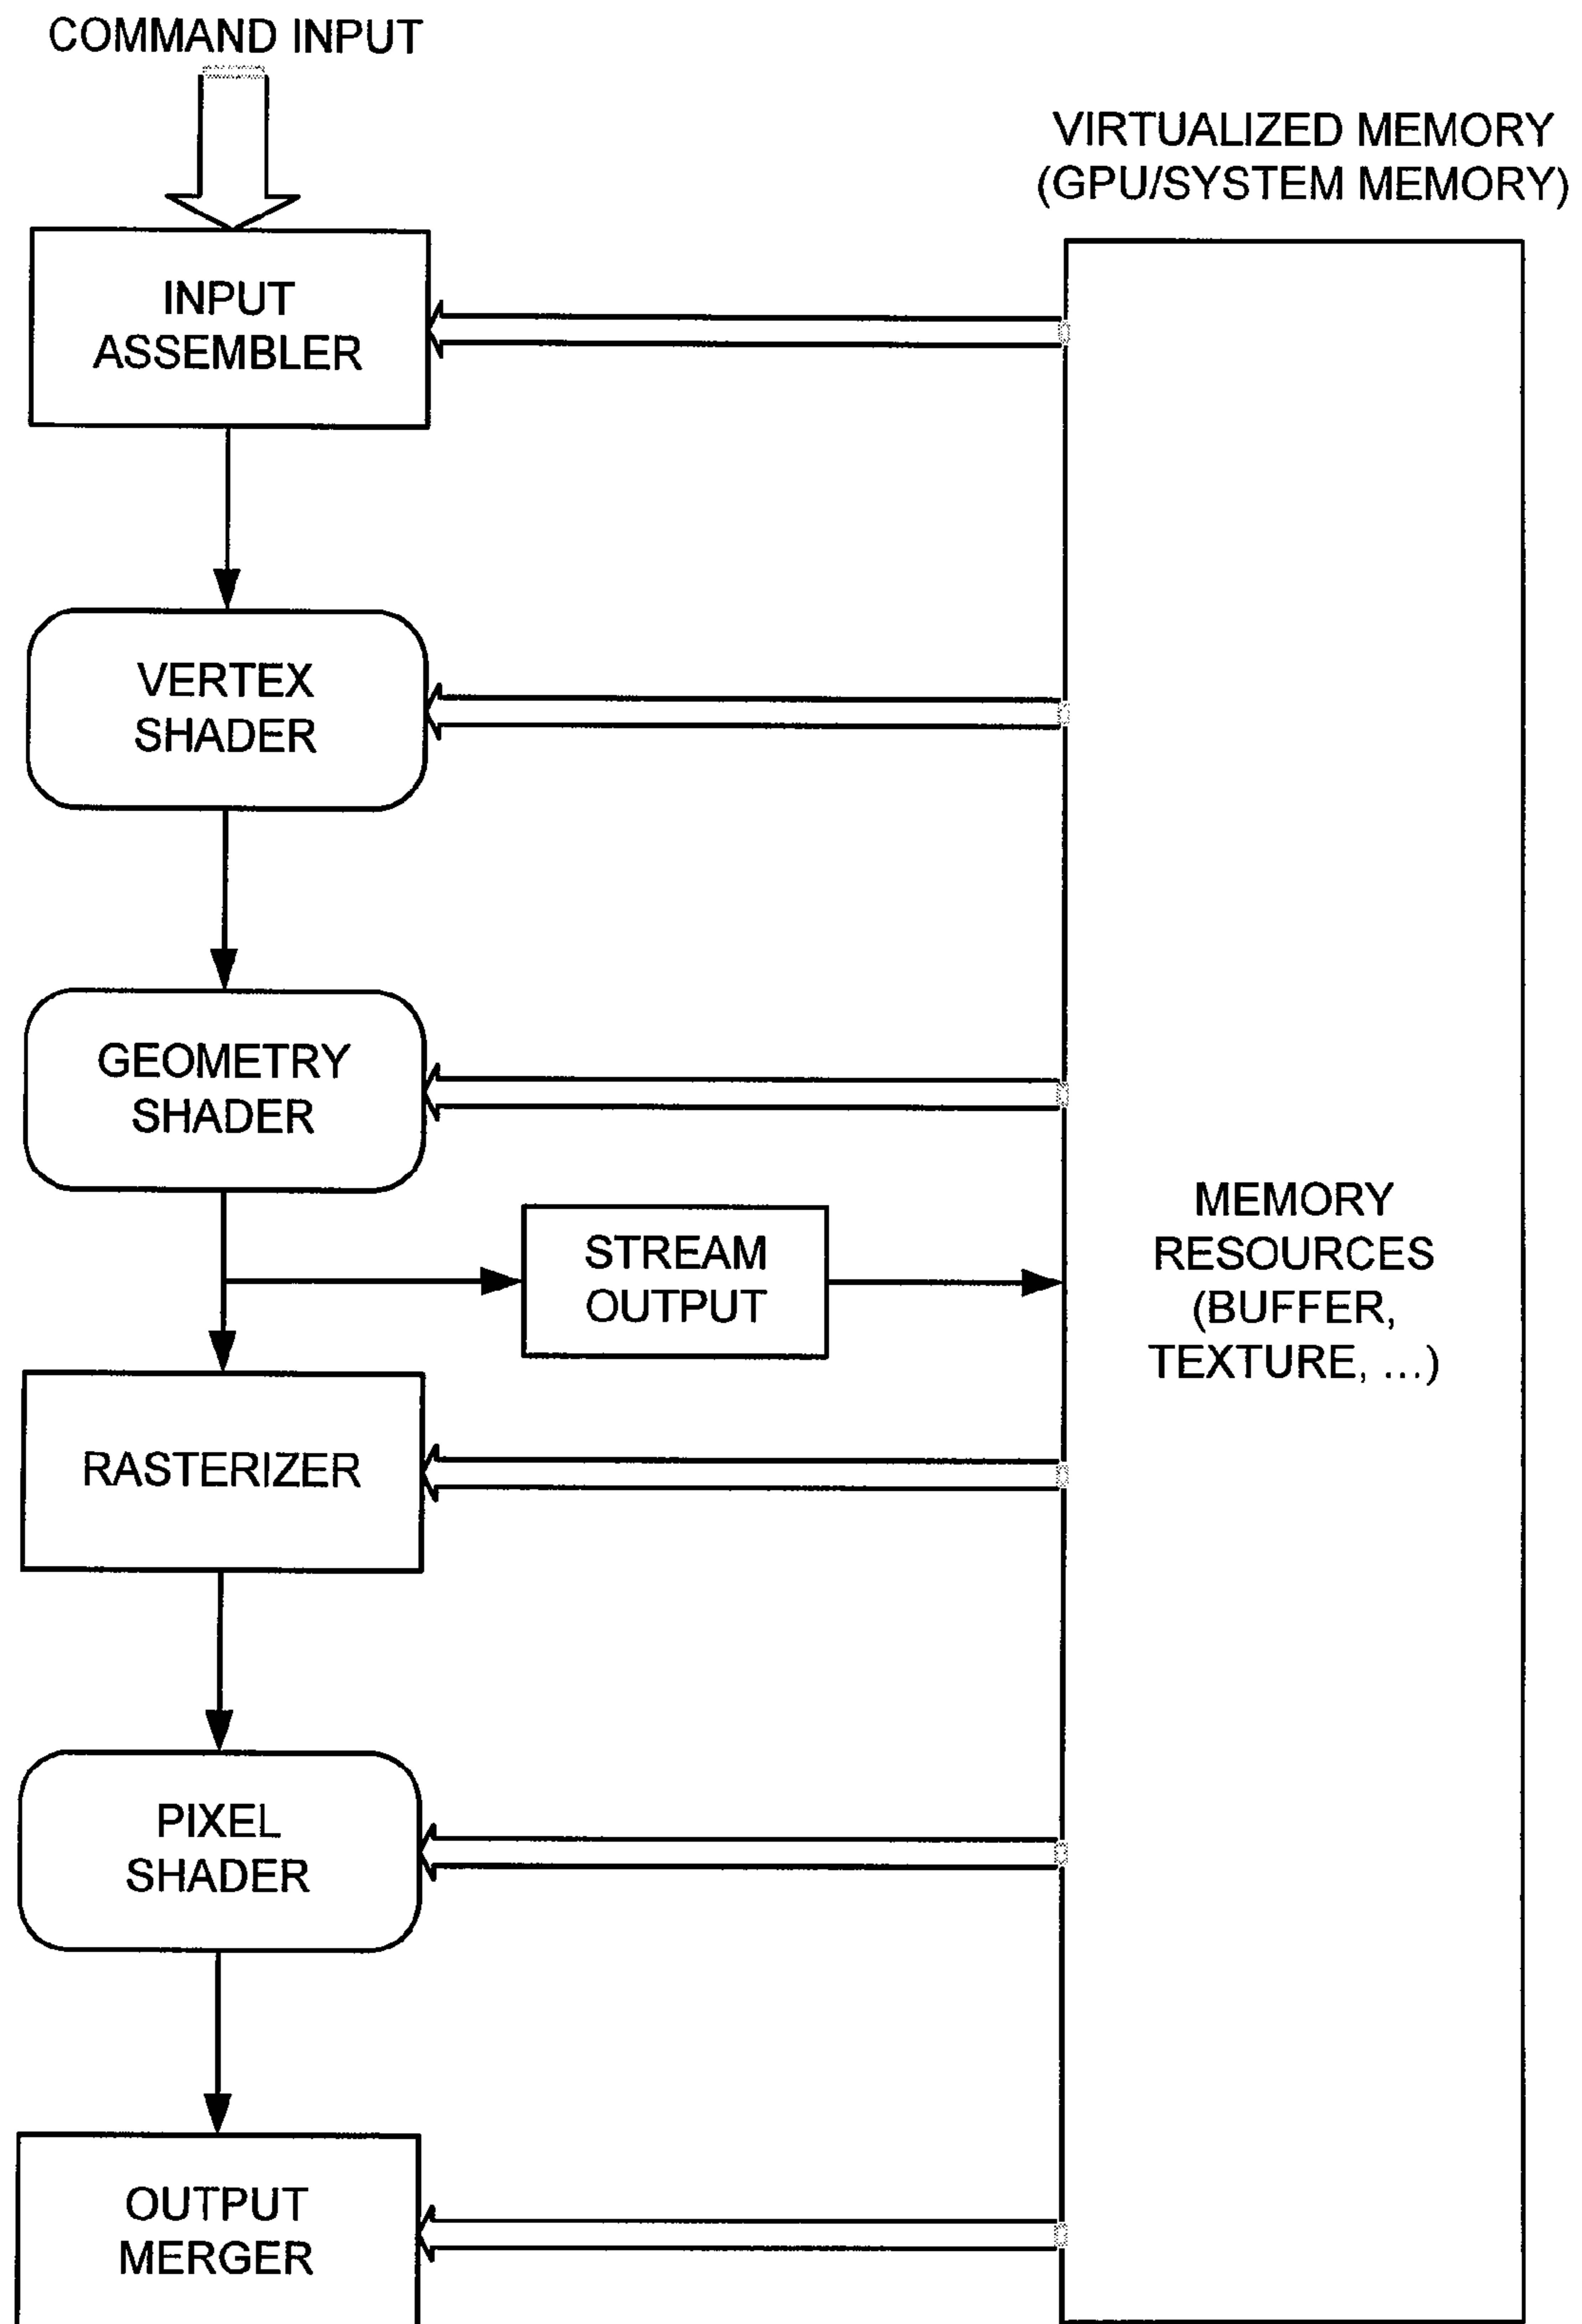 COMMAND INPUT
VIRTUALIZED MEMORY
(GPU/SYSTEM MEMORY)
INPUT
ASSEMBLER
VERTEX
SHADER
GEOMETRY
SHADER
STREAM
OUTPUT
MEMORY
RESOURCES
(BUFFER,
TEXTURE, ...)
RASTERIZER
PIXEL
SHADER
OUTPUT
MERGER